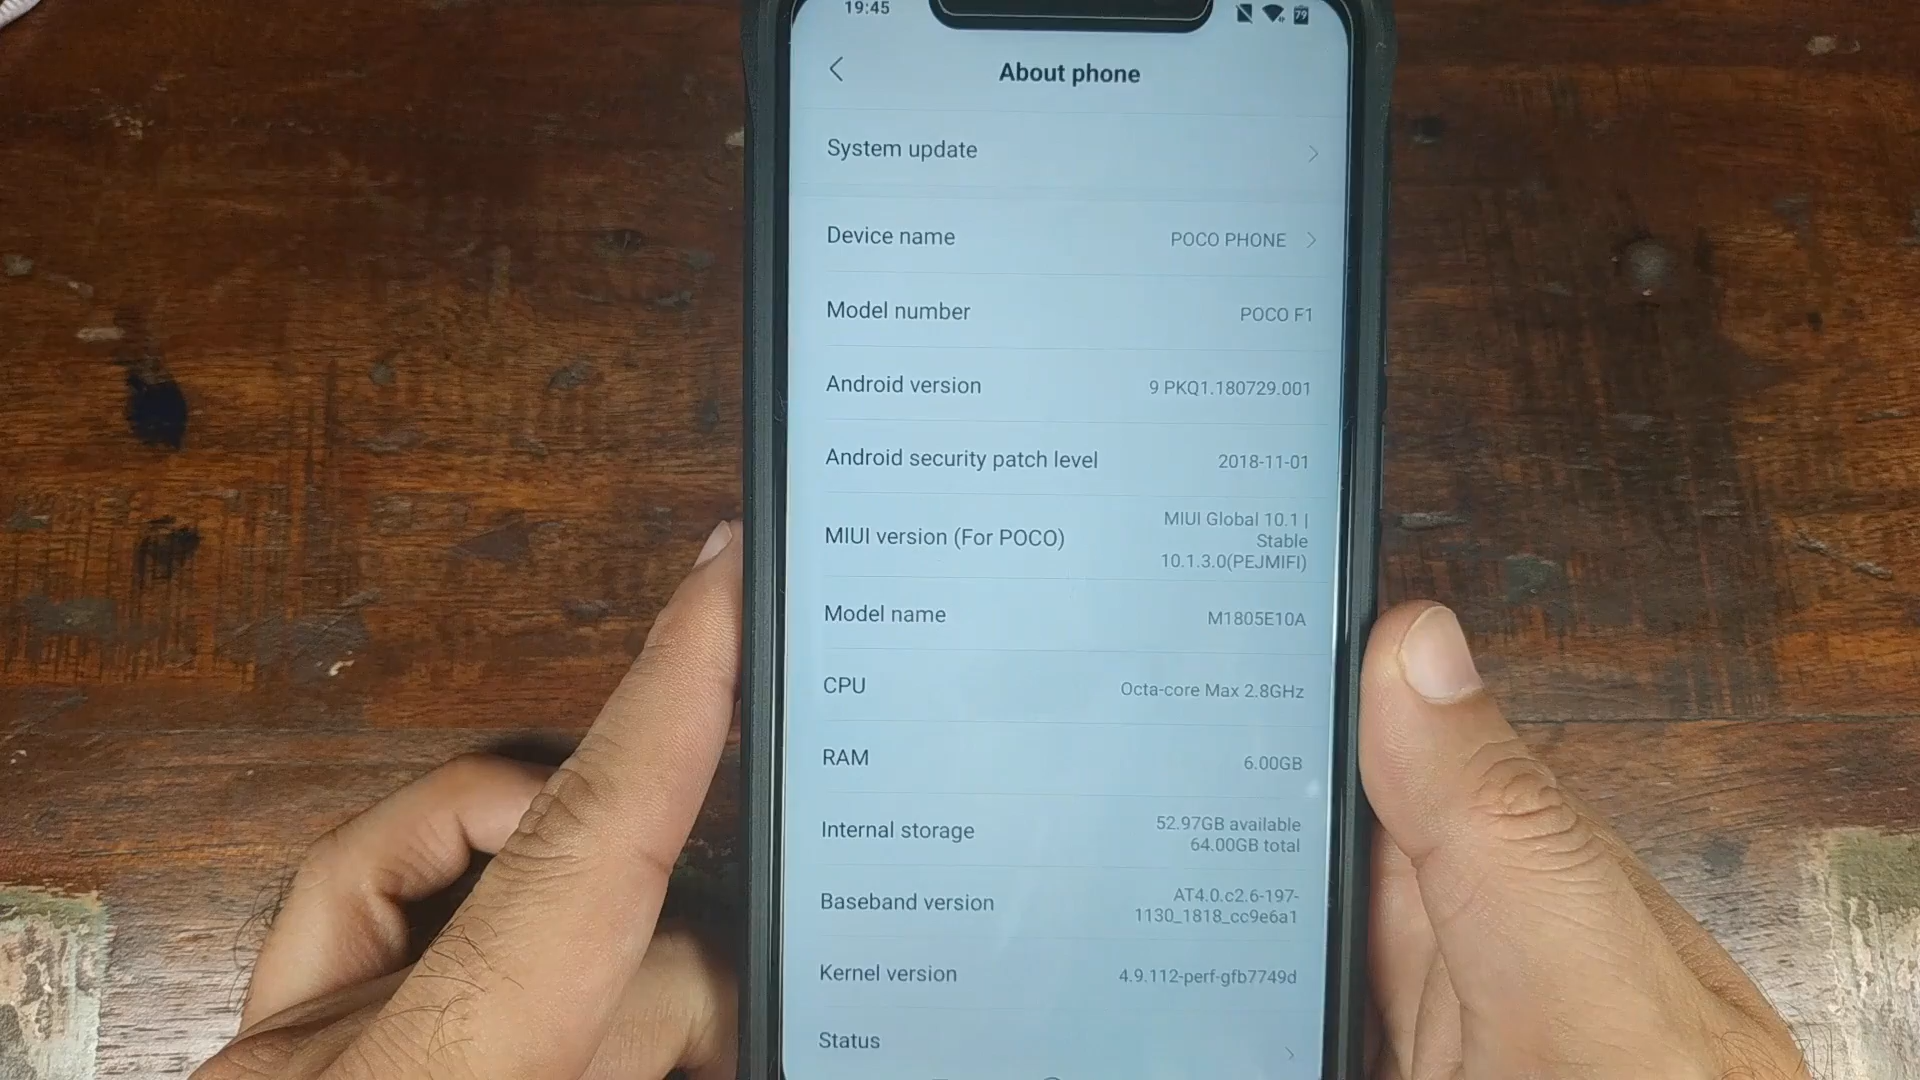 19:45
79
About phone
System update
Device name POCO PHONE
Model number POCO F1
Android version 9 PKQ1.180729.001
Android security patch level 2018-11-01
MIUI version (For POCO) MIUI Global 10.1 |
Stable
10.1.3.0(PEJMIFI)
Model name M1805E10A
CPU Octa-core Max 2.8GHz
RAM 6.00GB
Internal storage 52.97GB available
64.00GB total
Baseband version AT4.0.c2.6-197-
1130_1818_cc9e6a1
Kernel version 4.9.112-perf-gfb7749d
Status